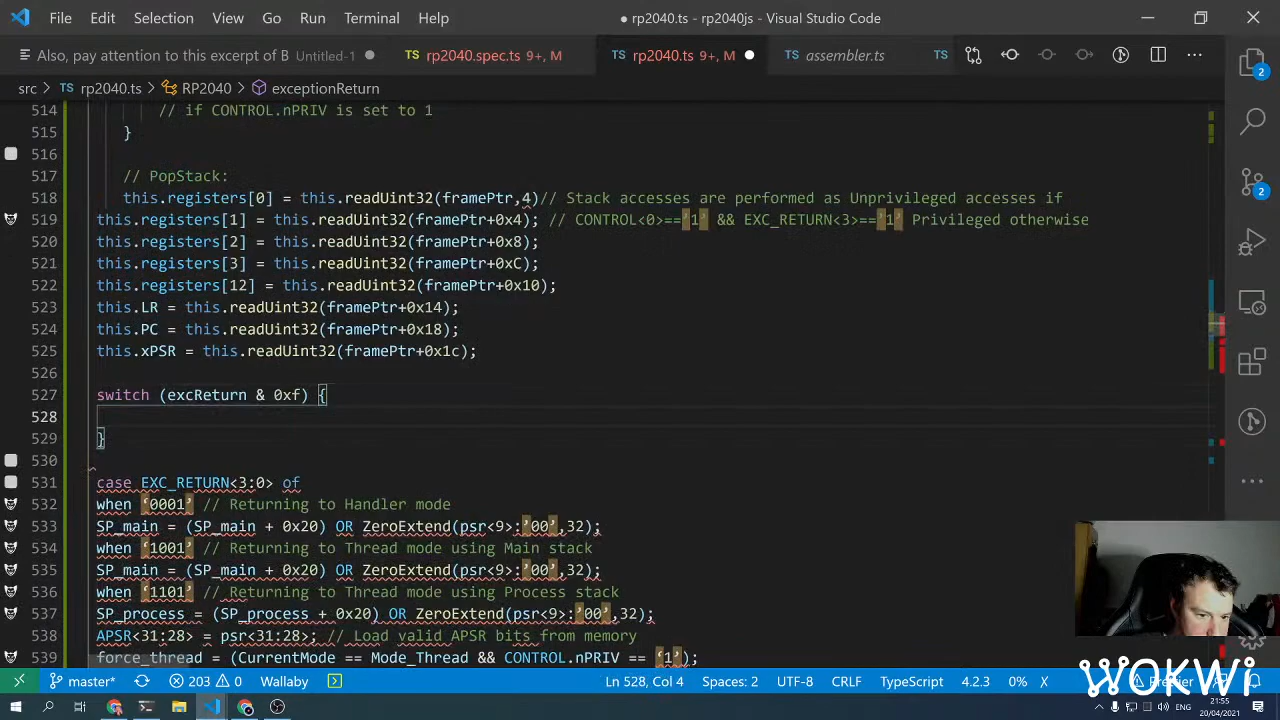 File Edit Selection View Go Run Terminal Help
● rp2040.ts - rp2040js - Visual Studio Code
Also, pay attention to this excerpt of B Untitled-1 ●
TS rp2040.spec.ts 9+, M
TS rp2040.ts 9+, M ●
TS assembler.ts
src > TS rp2040.ts > RP2040 > exceptionReturn
514 // if CONTROL.nPRIV is set to 1
515 }
516
517 // PopStack:
518 this.registers[0] = this.readUint32(framePtr,4)// Stack accesses are performed as Unprivileged accesses if
519 this.registers[1] = this.readUint32(framePtr+0x4); // CONTROL<0>==‘1’ && EXC_RETURN<3>==‘1’ Privileged otherwise
520 this.registers[2] = this.readUint32(framePtr+0x8);
521 this.registers[3] = this.readUint32(framePtr+0xC);
522 this.registers[12] = this.readUint32(framePtr+0x10);
523 this.LR = this.readUint32(framePtr+0x14);
524 this.PC = this.readUint32(framePtr+0x18);
525 this.xPSR = this.readUint32(framePtr+0x1c);
526
527 switch (excReturn & 0xf) {
528
529 }
530
531 case EXC_RETURN<3:0> of
532 when ‘0001’ // Returning to Handler mode
533 SP_main = (SP_main + 0x20) OR ZeroExtend(psr<9>:’00’,32);
534 when ‘1001’ // Returning to Thread mode using Main stack
535 SP_main = (SP_main + 0x20) OR ZeroExtend(psr<9>:’00’,32);
536 when ‘1101’ // Returning to Thread mode using Process stack
537 SP_process = (SP_process + 0x20) OR ZeroExtend(psr<9>:’00’,32);
538 APSR<31:28> = psr<31:28>; // Load valid APSR bits from memory
539 force_thread = (CurrentMode == Mode_Thread && CONTROL.nPRIV == ‘1’);
2
2
WOKWI
master* 203 0 Wallaby Ln 528, Col 4 Spaces: 2 UTF-8 CRLF TypeScript 4.2.3 0% X
ENG 21:55
20/04/2021